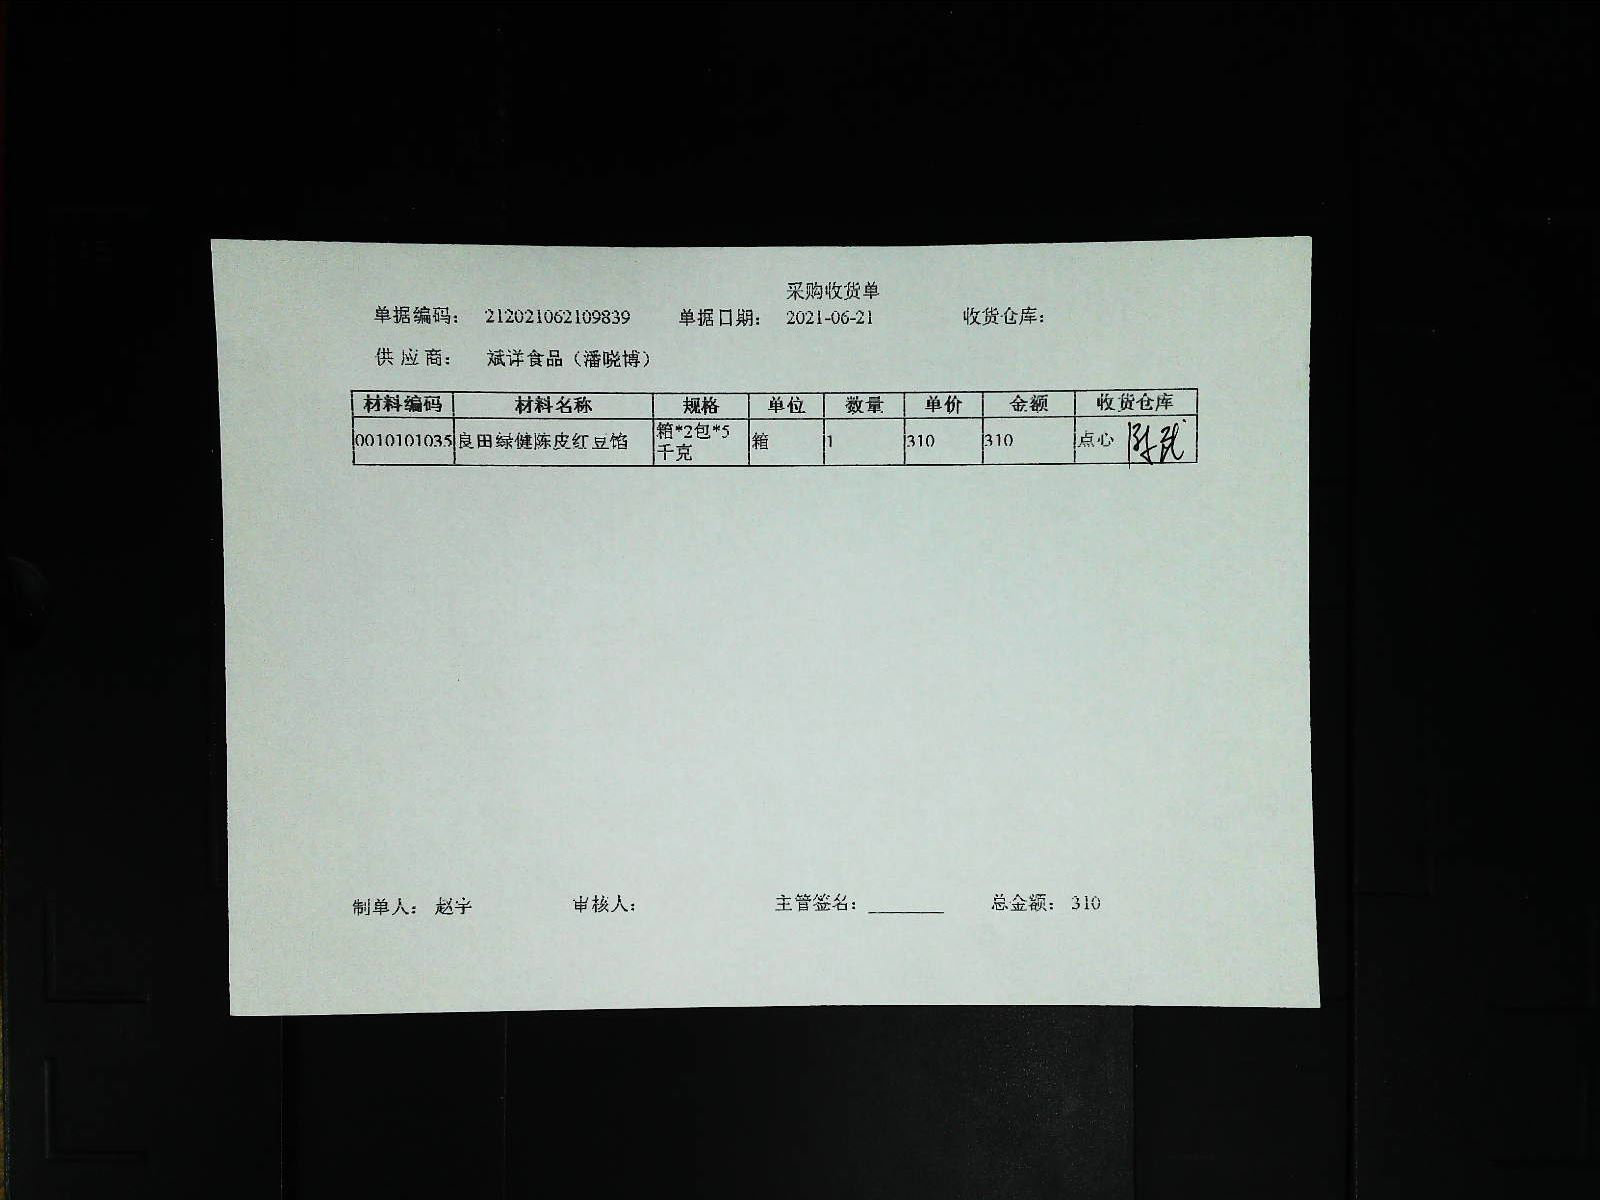 采购收货单
单据编码： 212021062109839 单据日期： 2021-06-21 收货仓库：
供 应 商： 斌洋食品（潘晓博）
材料编码 材料名称 规格 单位 数量 单价 金额 收货仓库
0010101035 良田绿健陈皮红豆馅 箱*2包*5千克 箱 1 310 310 点心
制单人： 赵宇 审核人： 主管签名：________ 总金额： 310